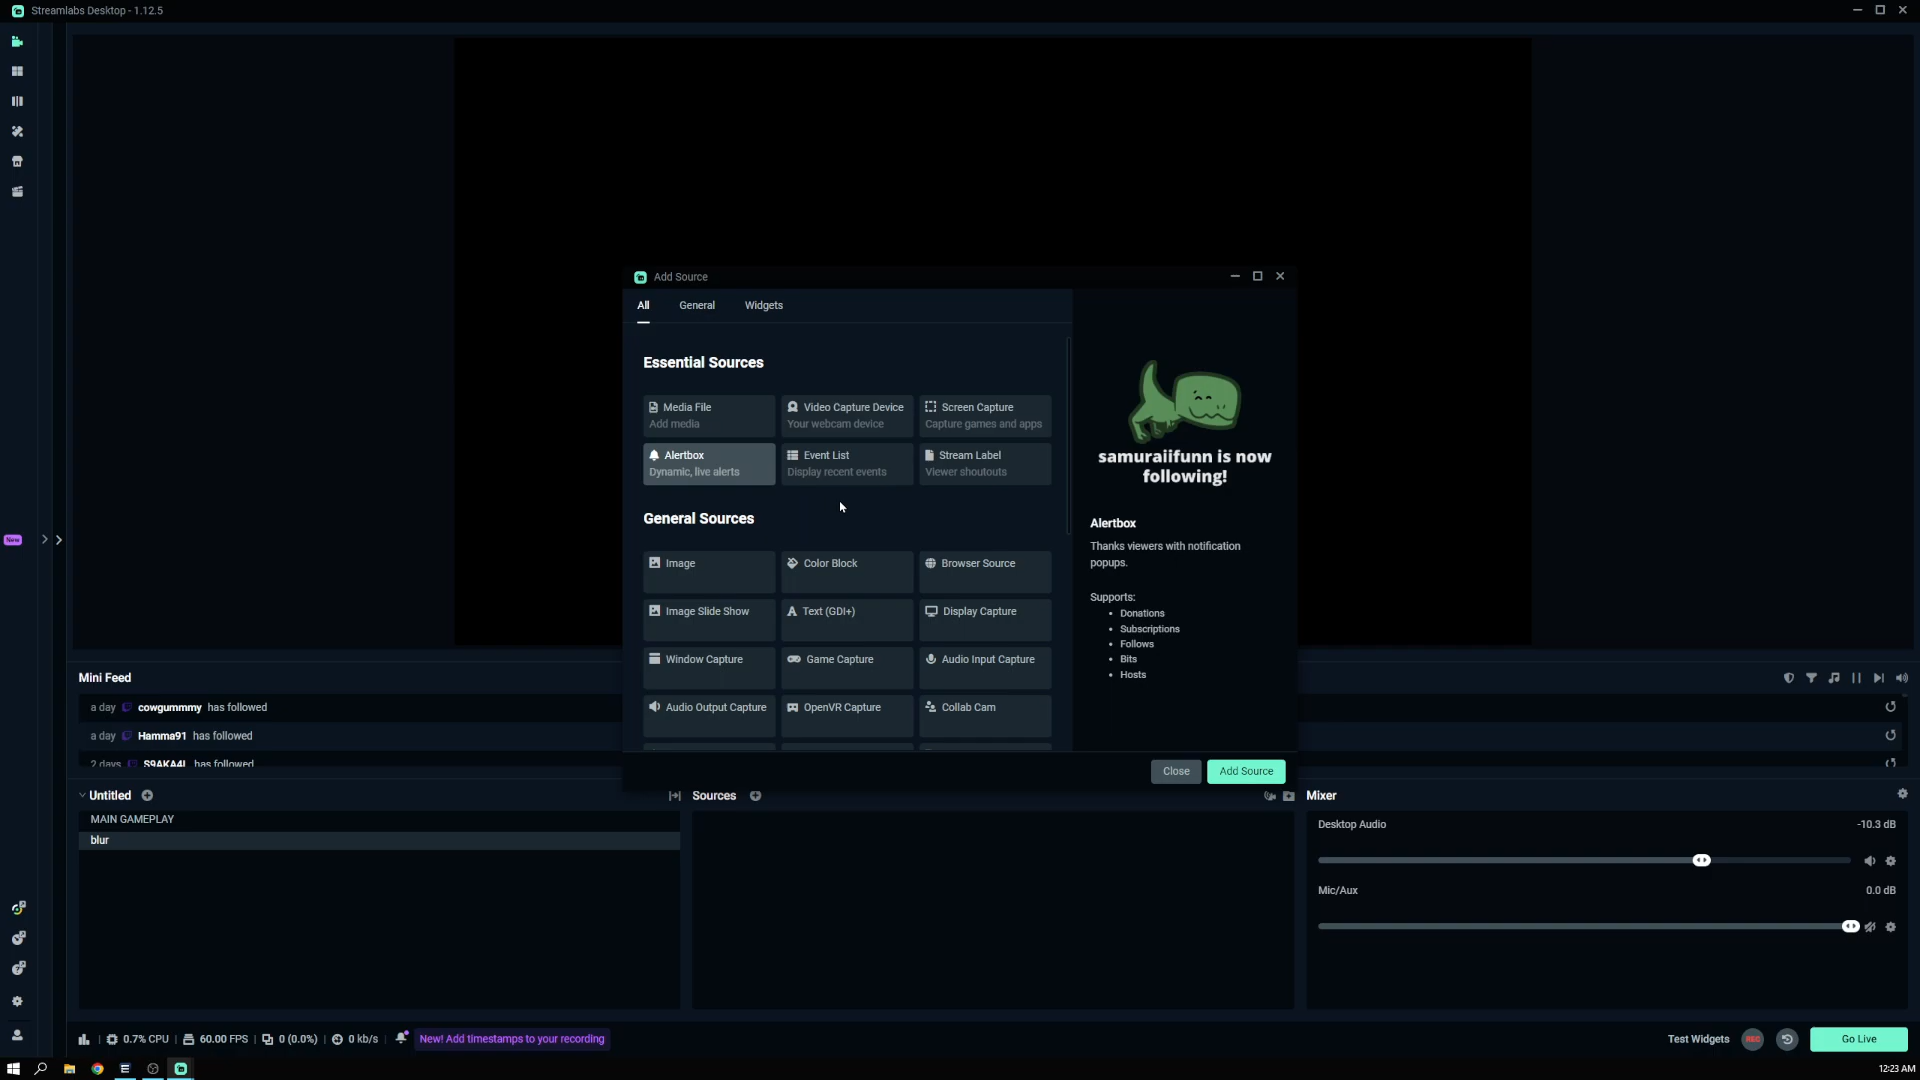 Streamlabs Desktop - 1.12.5
Add Source
All General Widgets
Essential Sources
Media File
Add media
Video Capture Device
Your webcam device
Screen Capture
Capture games and apps
Alertbox
Dynamic, live alerts
Event List
Display recent events
Stream Label
Viewer shoutouts
General Sources
Image
Color Block
Browser Source
Image Slide Show
Text (GDI+)
Display Capture
Window Capture
Game Capture
Audio Input Capture
Audio Output Capture
OpenVR Capture
Collab Cam
samuraiifunn is now
following!
Alertbox
Thanks viewers with notification
popups.
Supports:
• Donations
• Subscriptions
• Follows
• Bits
• Hosts
Close
Add Source
New
Mini Feed
a day cowgummmy has followed
a day Hamma91 has followed
2 days S9AKA4L has followed
Untitled
MAIN GAMEPLAY
blur
Sources
Mixer
Desktop Audio -10.3 dB
Mic/Aux 0.0 dB
0.7% CPU 60.00 FPS 0 (0.0%) 0 kb/s New! Add timestamps to your recording
Test Widgets REC Go Live
12:23 AM